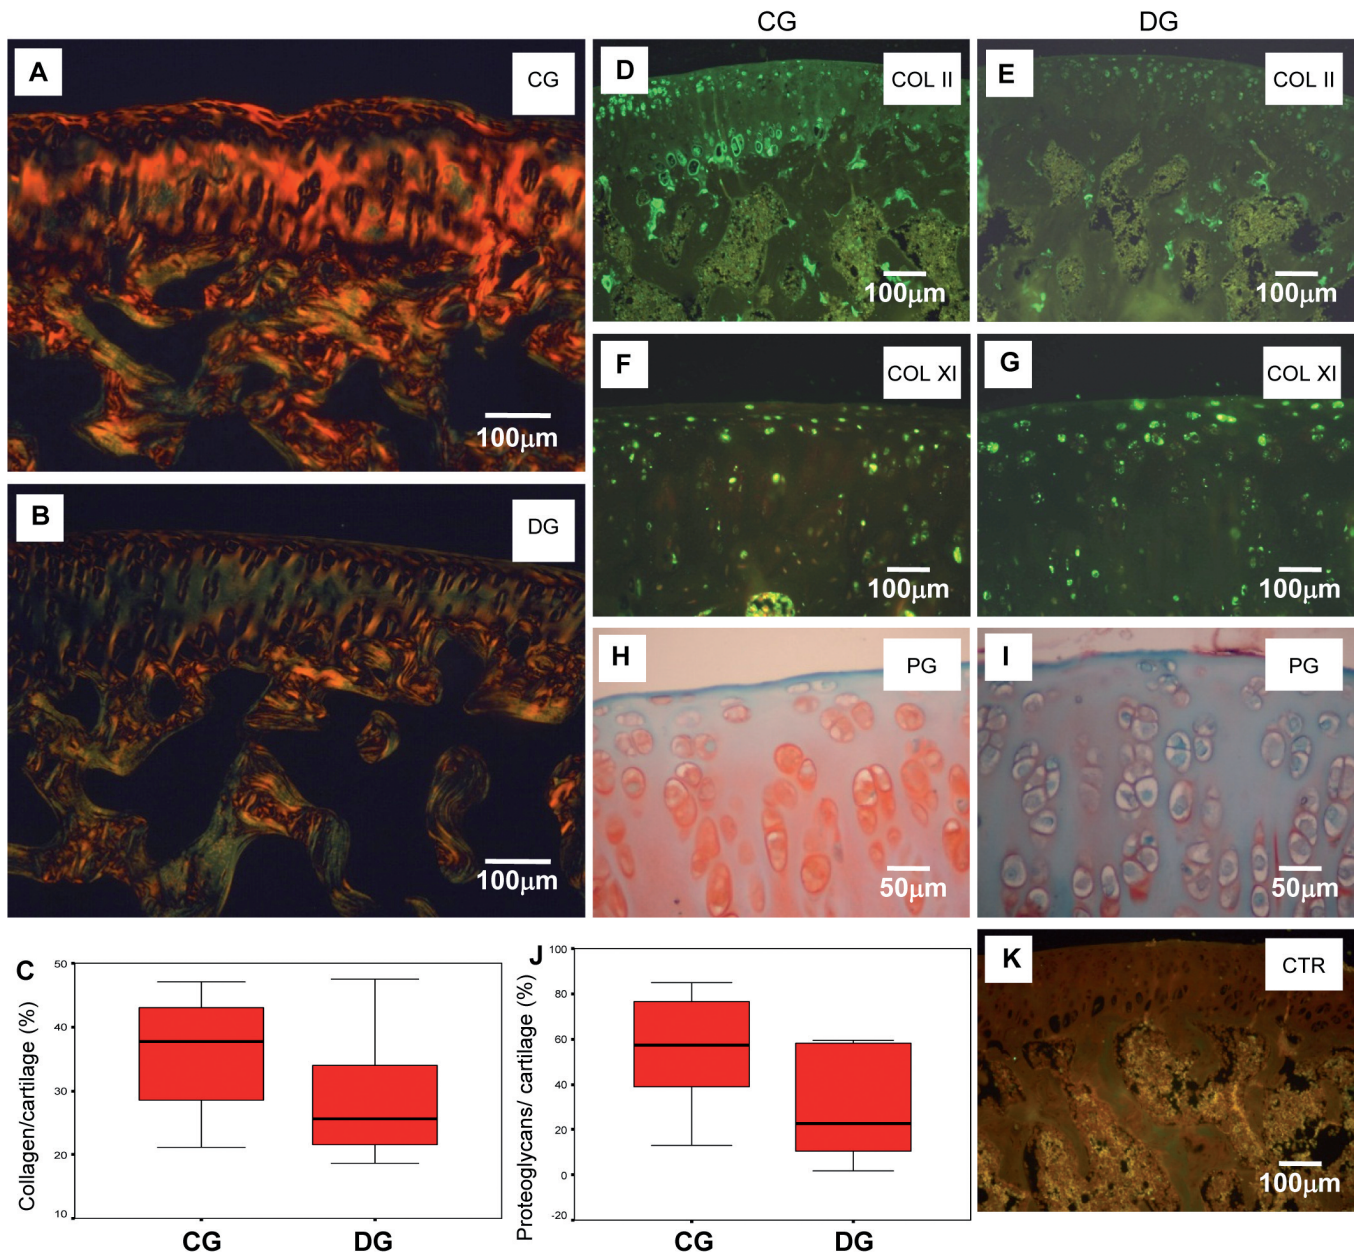 CG DG
A
CG
100μm
B
DG
100μm
D
COL II
100μm
E
COL II
100μm
F
COL XI
100μm
G
COL XI
100μm
H
PG
50μm
I
PG
50μm
C
Collagen/cartilage (%)
50
40
30
20
10
CG DG
J
Proteoglycans/ cartilage (%)
100
80
60
40
20
0
-20
CG DG
K
CTR
100μm